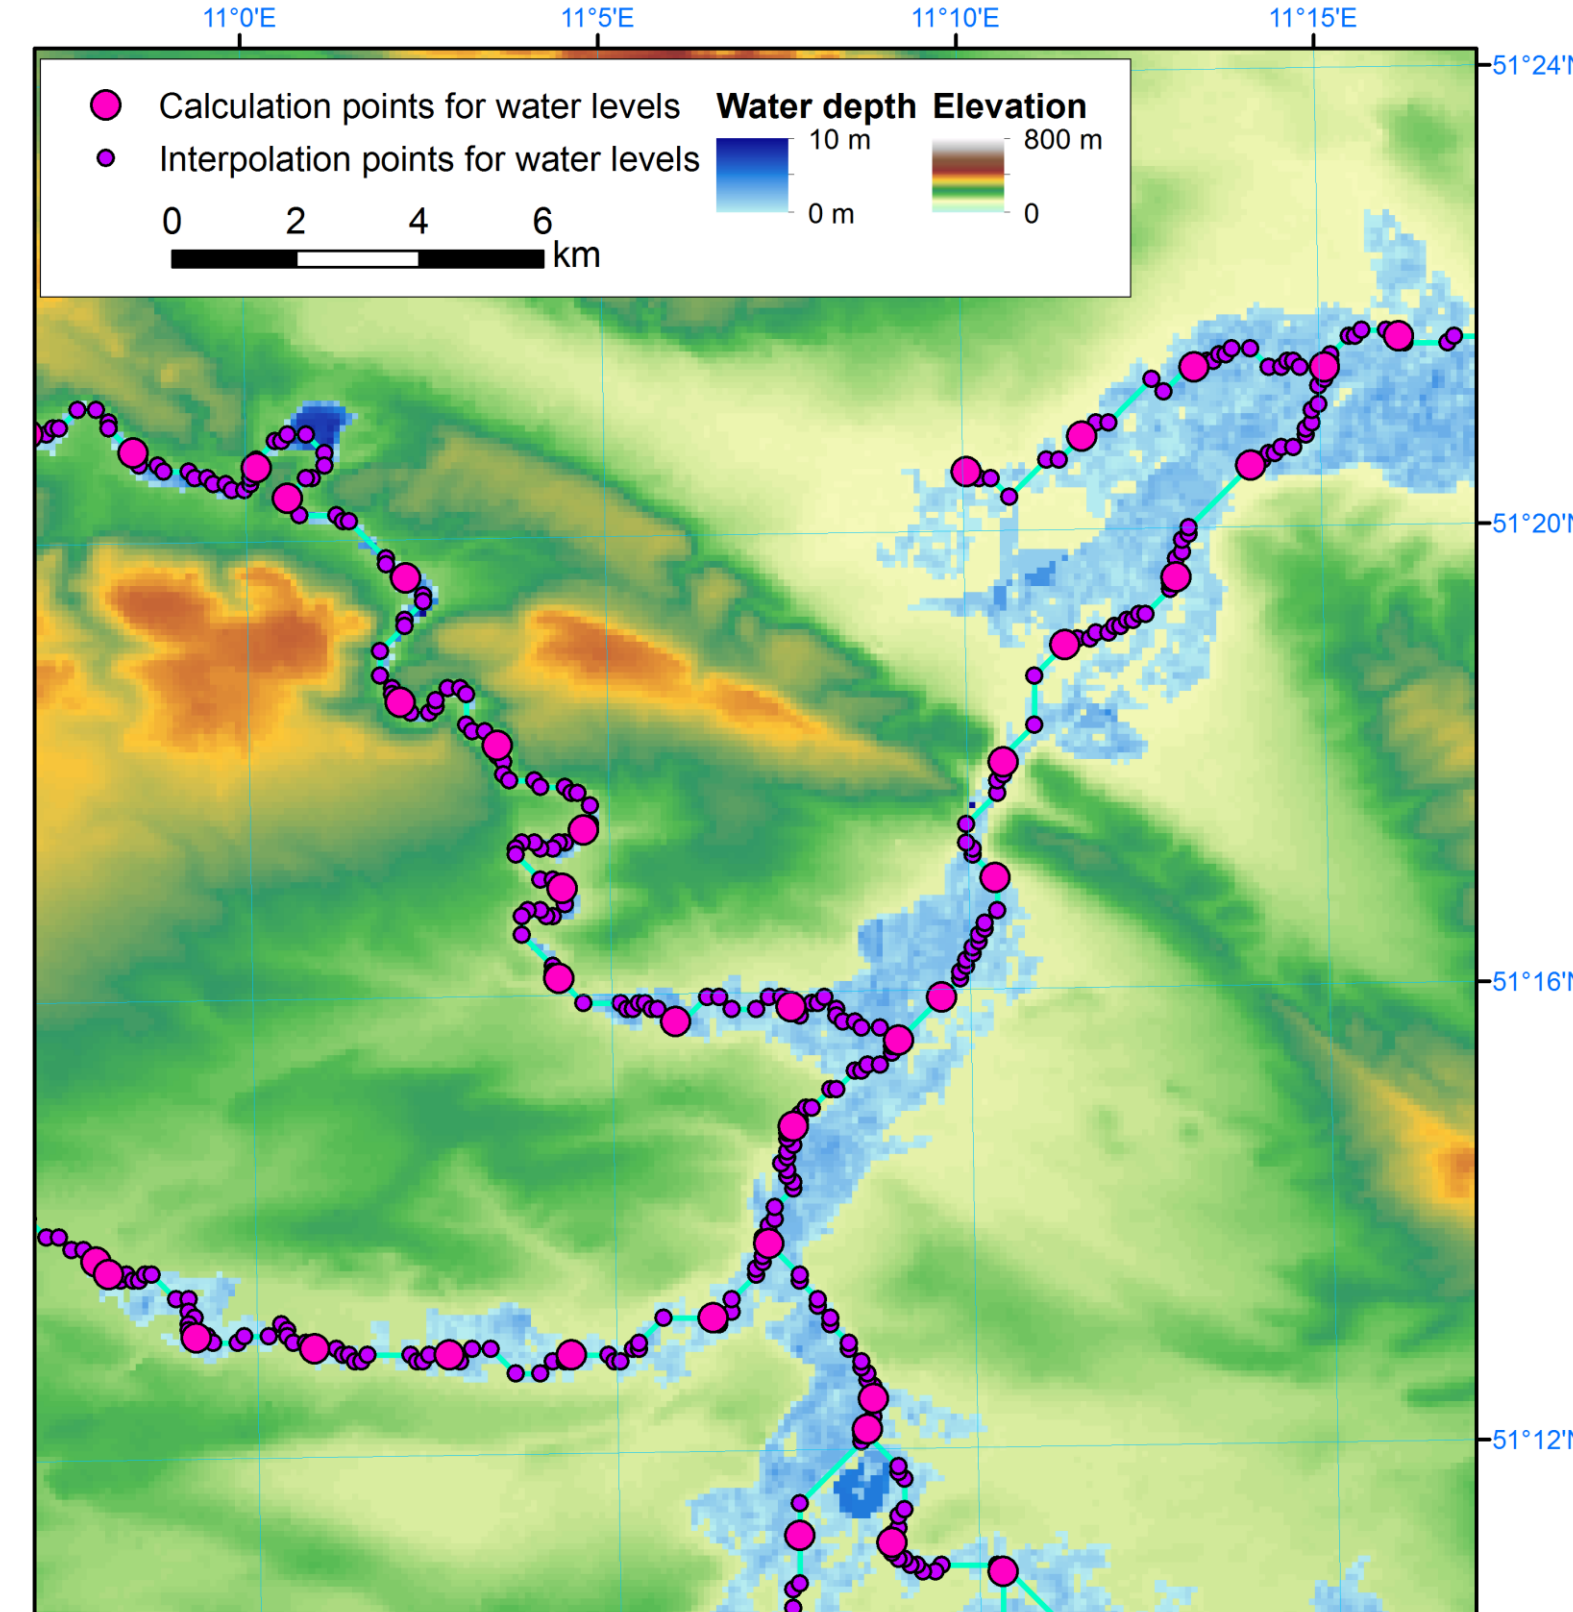 11°0'E 11°5'E 11°10'E 11°15'E
51°24'N
Calculation points for water levels
Interpolation points for water levels
0 2 4 6
km
Water depth
10 m
0 m
Elevation
800 m
0
51°20'N
51°16'N
51°12'N